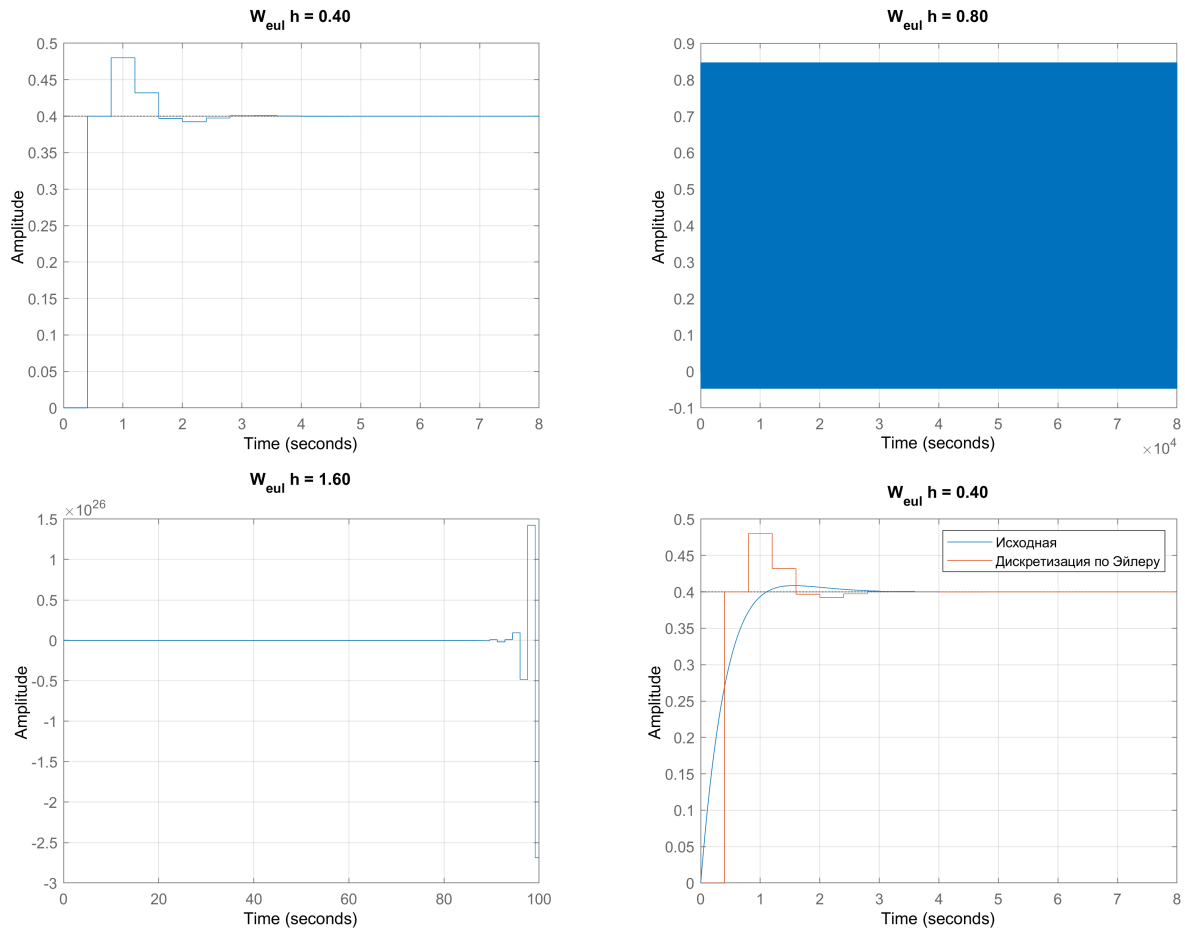 W_eul h = 0.40
0.5
0.45
0.4
0.35
0.3
0.25
0.2
0.15
0.1
0.05
0
Amplitude
0 1 2 3 4 5 6 7 8
Time (seconds)
W_eul h = 0.80
0.9
0.8
0.7
0.6
0.5
0.4
0.3
0.2
0.1
0
-0.1
Amplitude
0 1 2 3 4 5 6 7 8
Time (seconds)
×10^4
W_eul h = 1.60
×10^26
1.5
1
0.5
0
-0.5
-1
-1.5
-2
-2.5
-3
Amplitude
0 20 40 60 80 100
Time (seconds)
W_eul h = 0.40
0.5
0.45
0.4
0.35
0.3
0.25
0.2
0.15
0.1
0.05
0
Amplitude
Исходная
Дискретизация по Эйлеру
0 1 2 3 4 5 6 7 8
Time (seconds)